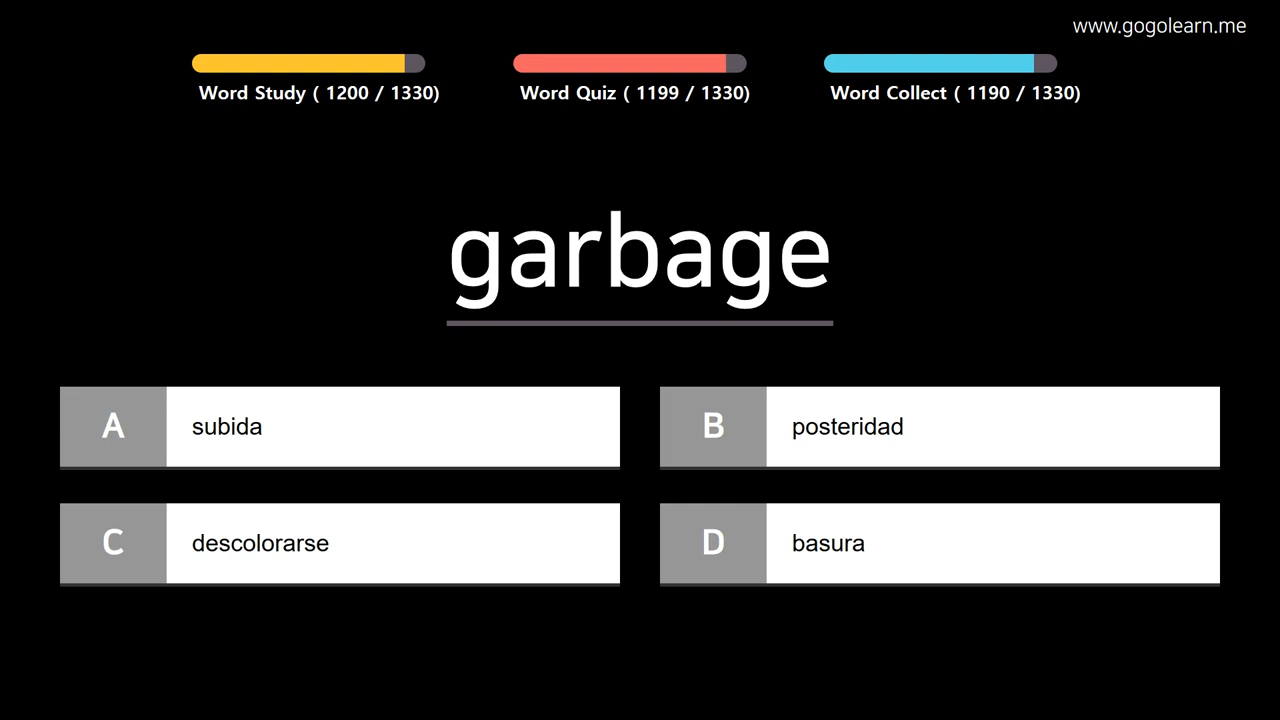 www.gogolearn.me
Word Study ( 1200 / 1330)
Word Quiz ( 1199 / 1330)
Word Collect ( 1190 / 1330)
garbage
A subida
B posteridad
C descolorarse
D basura